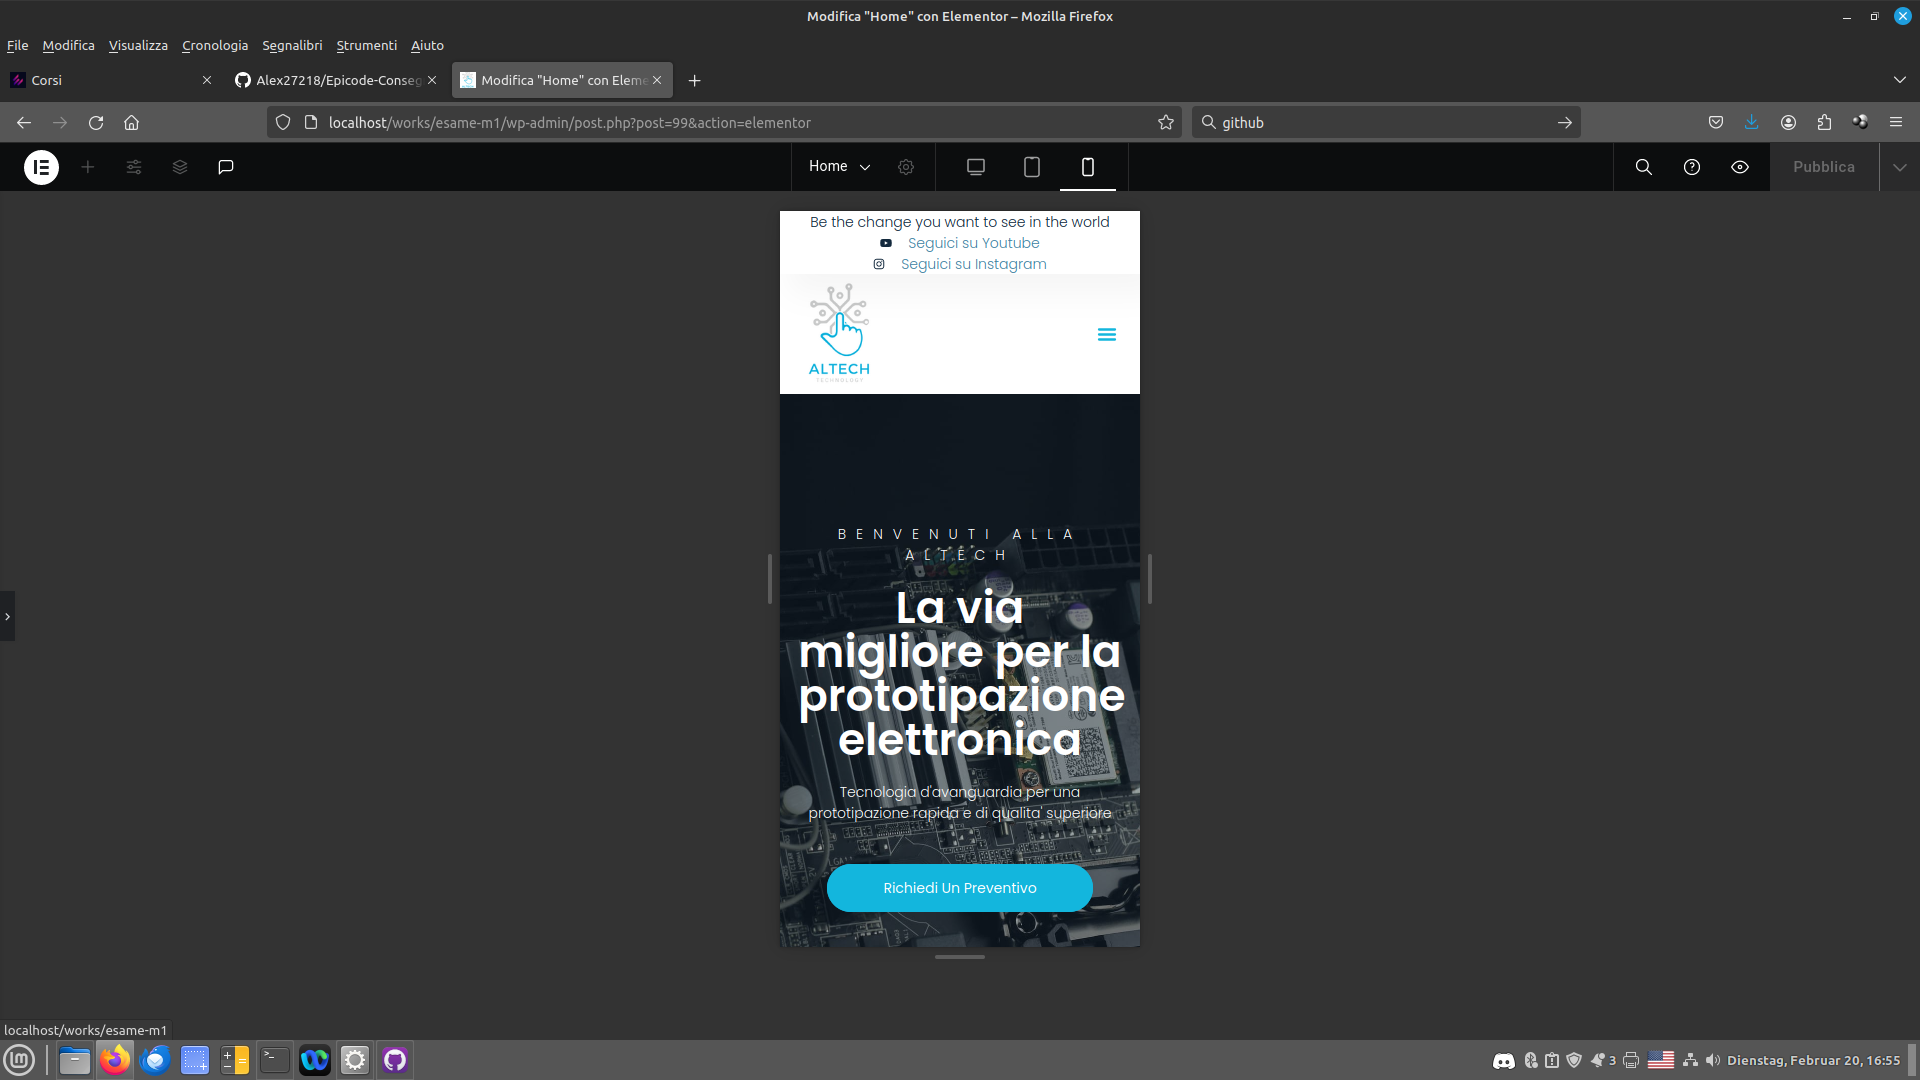 Modifica "Home" con Elementor – Mozilla Firefox
File Modifica Visualizza Cronologia Segnalibri Strumenti Aiuto
Corsi
Alex27218/Epicode-Conseg
Modifica "Home" con Eleme
localhost/works/esame-m1/wp-admin/post.php?post=99&action=elementor
github
Home
Pubblica
Be the change you want to see in the world
Seguici su Youtube
Seguici su Instagram
ALTECH
TECHNOLOGY
BENVENUTI ALLA
ALTECH
La via
migliore per la
prototipazione
elettronica
Tecnologia d'avanguardia per una
prototipazione rapida e di qualita' superiore
Richiedi Un Preventivo
localhost/works/esame-m1
3
Dienstag, Februar 20, 16:55